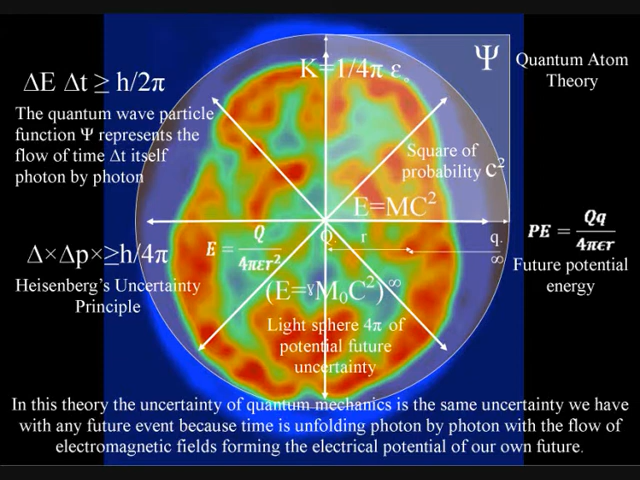 K=1/4π ε。
Ψ
Quantum Atom
Theory
ΔE Δt ≥ h/2π
The quantum wave particle
function Ψ represents the
flow of time Δt itself
photon by photon
Square of
probability C²
E=MC²
Δ×Δp×≥h/4π
Heisenberg's Uncertainty
Principle
E = Q/4πεr²
Q. r q.
∞
PE = Qq/4πεr
Future potential
energy
(E=ɤM₀C²)∞
Light sphere 4π of
potential future
uncertainty
In this theory the uncertainty of quantum mechanics is the same uncertainty we have
with any future event because time is unfolding photon by photon with the flow of
electromagnetic fields forming the electrical potential of our own future.